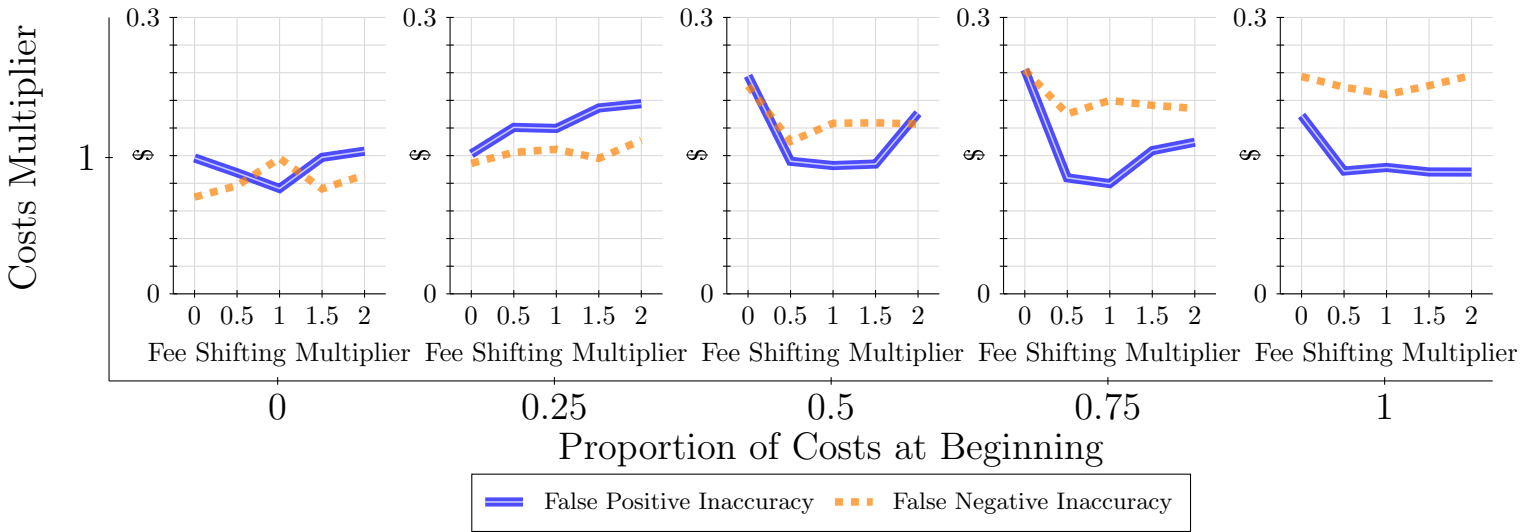 Costs Multiplier
1
0.3
$
0
0 0.5 1 1.5 2
Fee Shifting Multiplier
0.3
$
0
0 0.5 1 1.5 2
Fee Shifting Multiplier
0.3
$
0
0 0.5 1 1.5 2
Fee Shifting Multiplier
0.3
$
0
0 0.5 1 1.5 2
Fee Shifting Multiplier
0.3
$
0
0 0.5 1 1.5 2
Fee Shifting Multiplier
0 0.25 0.5 0.75 1
Proportion of Costs at Beginning
False Positive Inaccuracy False Negative Inaccuracy